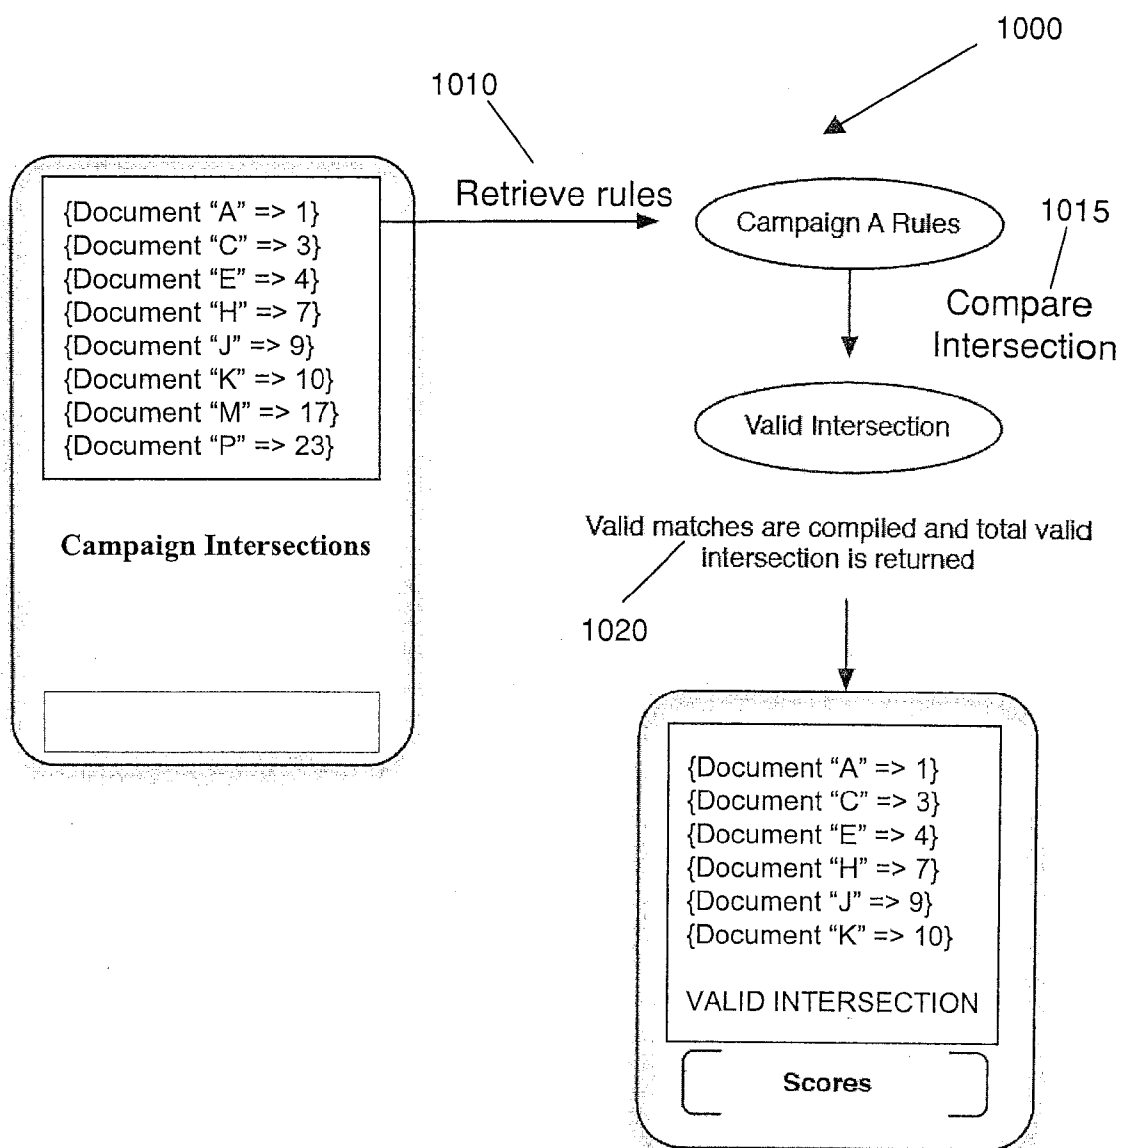 1000
1010
Retrieve rules
{Document “A” => 1}
{Document “C” => 3}
{Document “E” => 4}
{Document “H” => 7}
{Document “J” => 9}
{Document “K” => 10}
{Document “M” => 17}
{Document “P” => 23}
Campaign Intersections
Campaign A Rules
1015
Compare
Intersection
Valid Intersection
Valid matches are compiled and total valid
intersection is returned
1020
{Document “A” => 1}
{Document “C” => 3}
{Document “E” => 4}
{Document “H” => 7}
{Document “J” => 9}
{Document “K” => 10}
VALID INTERSECTION
Scores